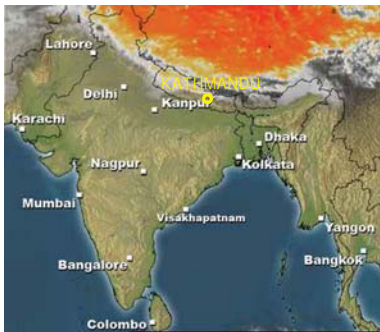 Lahore
KATHMANDU
Delhi
Kanpur
Karachi
Dhaka
Nagpur
Kolkata
Mumbai
Visakhapatnam
Yangon
Bangkok
Bangalore
Colombo